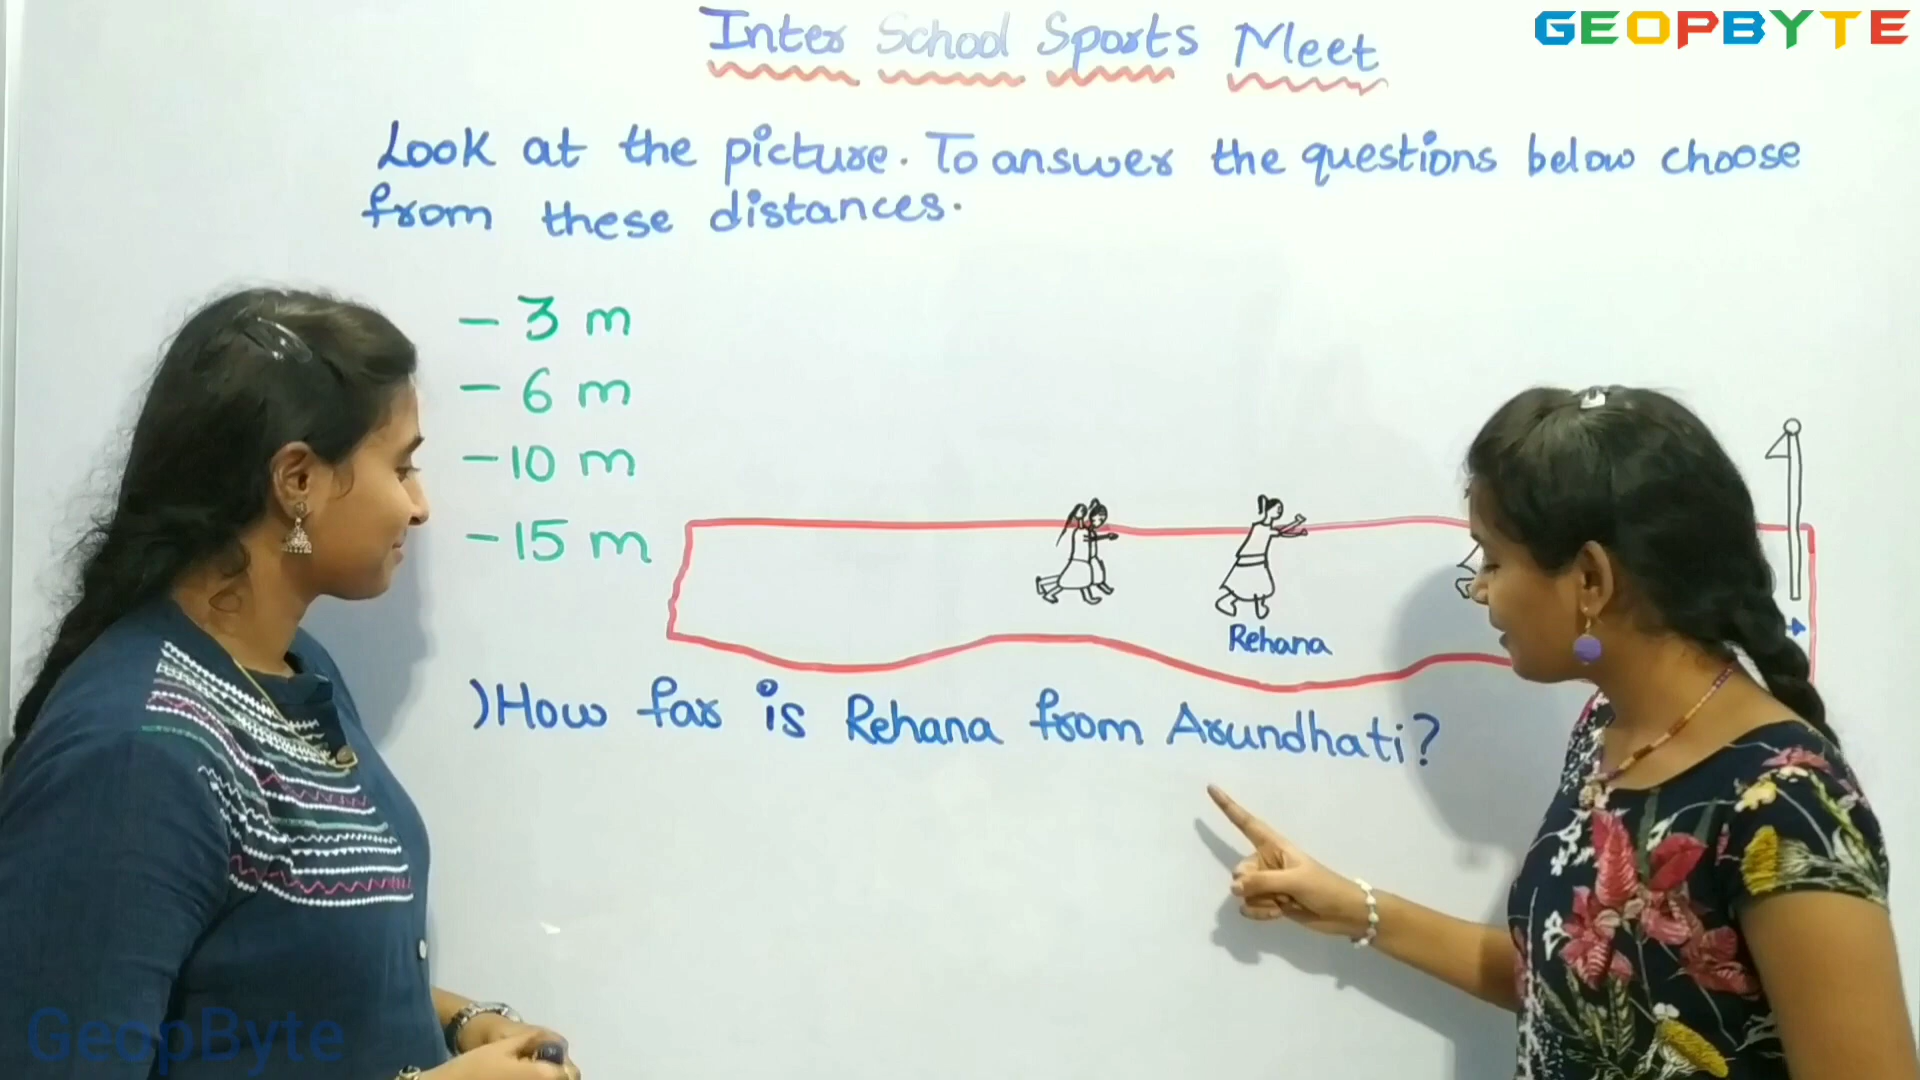 GEOPBYTE
Inter School Sports Meet
Look at the picture. To answer the questions below choose
from these distances.
- 3 m
- 6 m
- 10 m
- 15 m
Rehana
) How far is Rehana from Arundhati?
GeopByte